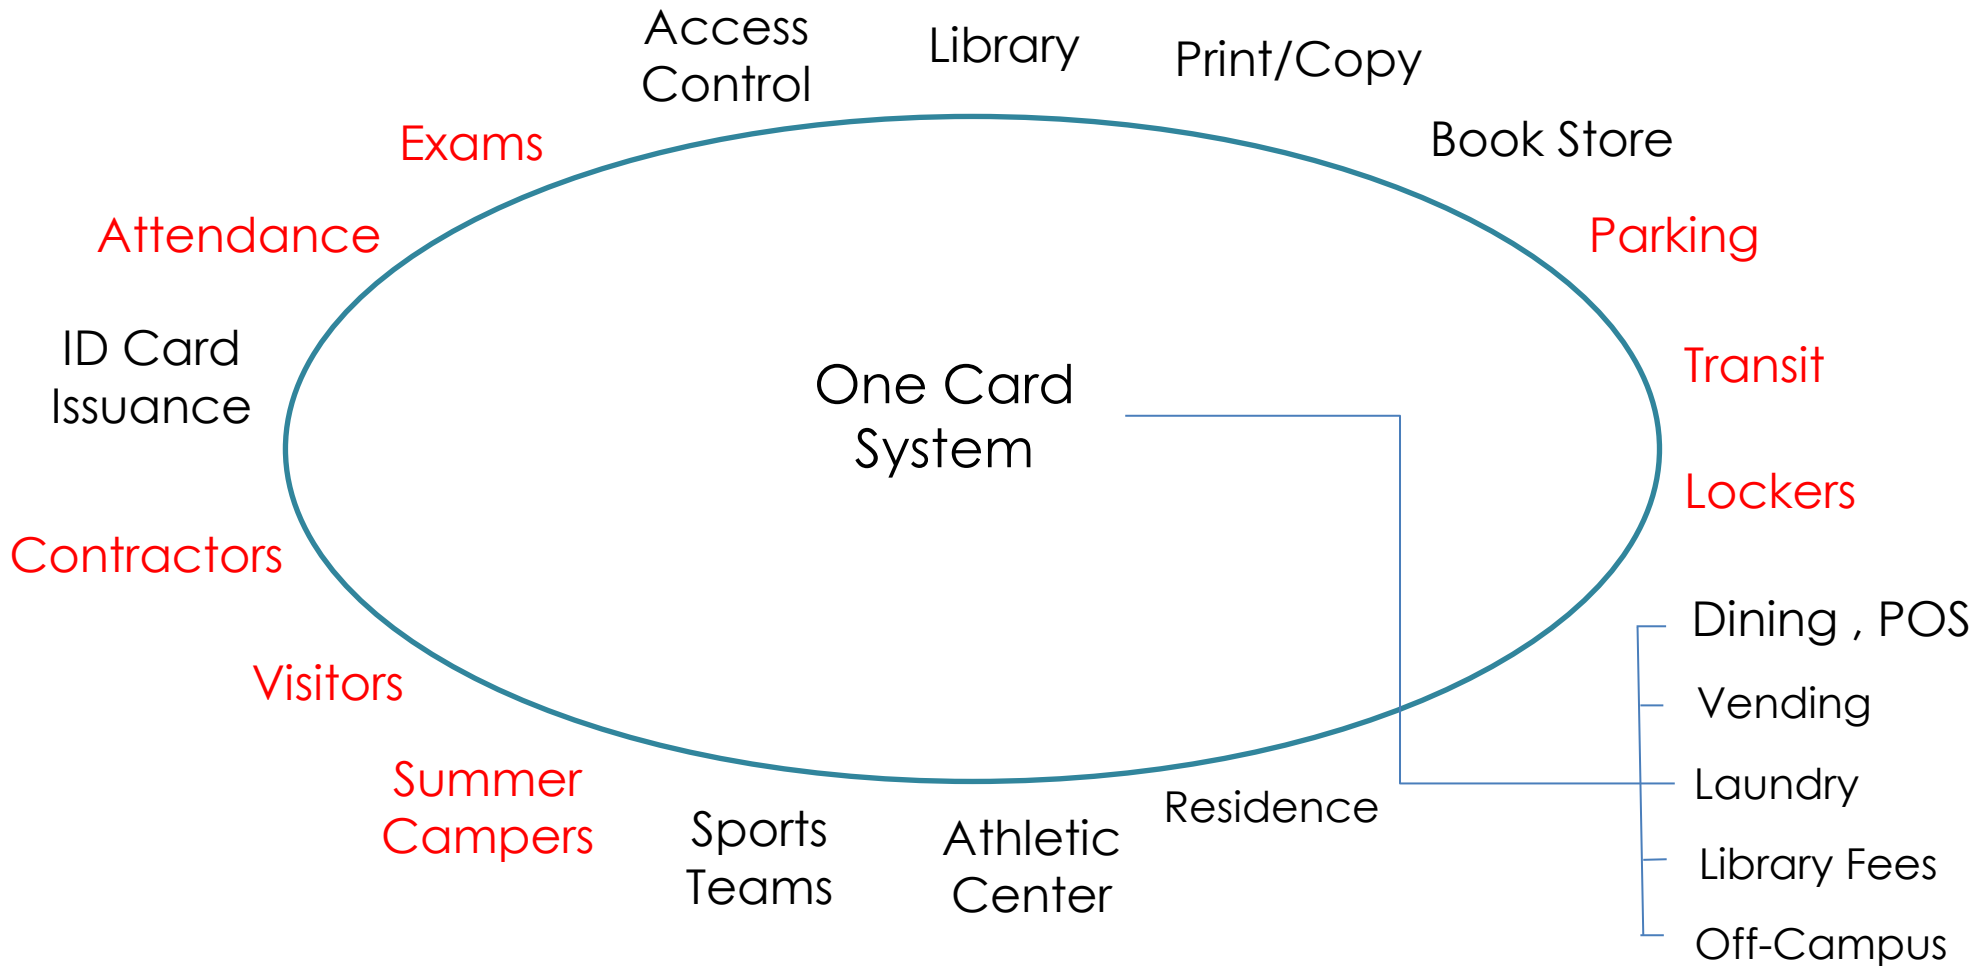 Access
Control
Library
Print/Copy
Book Store
Exams
Attendance
Parking
ID Card
Issuance
One Card
System
Transit
Lockers
Contractors
Dining , POS
Visitors
Vending
Summer
Campers
Sports
Teams
Athletic
Center
Residence
Laundry
Library Fees
Off-Campus